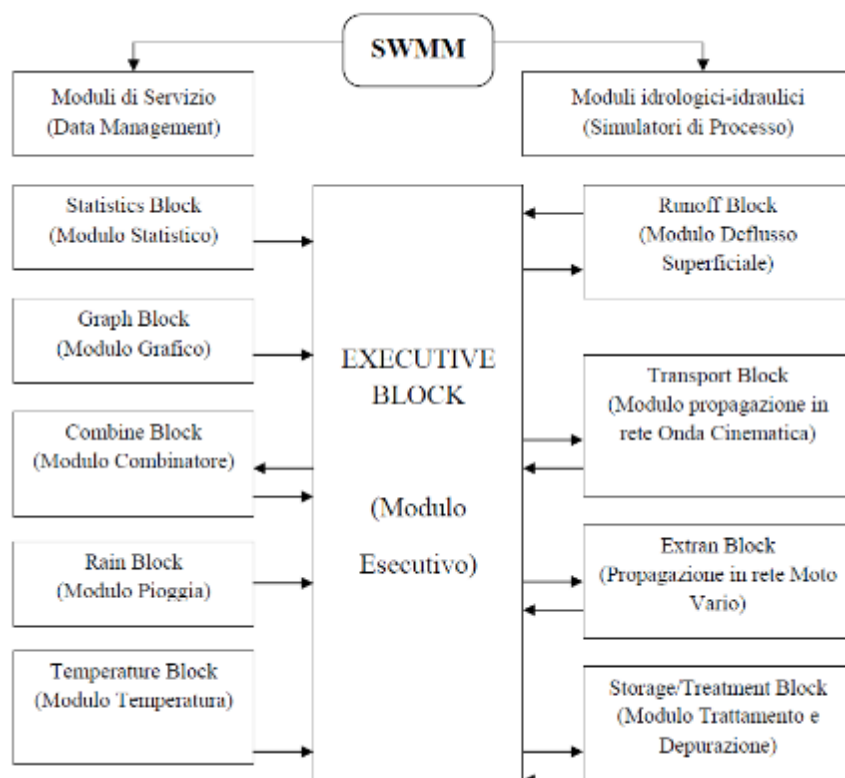 SWMM
Moduli di Servizio
(Data Management)
Moduli idrologici-idraulici
(Simulatori di Processo)
Statistics Block
(Modulo Statistico)
Graph Block
(Modulo Grafico)
Combine Block
(Modulo Combinatore)
Rain Block
(Modulo Pioggia)
Temperature Block
(Modulo Temperatura)
EXECUTIVE
BLOCK
(Modulo
Esecutivo)
Runoff Block
(Modulo Deflusso
Superficiale)
Transport Block
(Modulo propagazione in
rete Onda Cinematica)
Extran Block
(Propagazione in rete Moto
Vario)
Storage/Treatment Block
(Modulo Trattamento e
Depurazione)